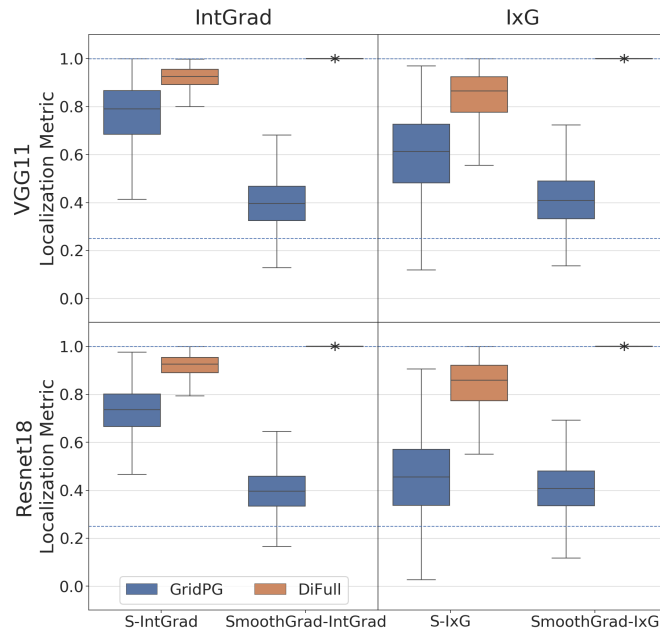 IntGrad IxG
VGG11
Localization Metric
1.0
0.8
0.6
0.4
0.2
0.0
* *
Resnet18
Localization Metric
1.0
0.8
0.6
0.4
0.2
0.0
* *
GridPG DiFull
S-IntGrad SmoothGrad-IntGrad S-IxG SmoothGrad-IxG